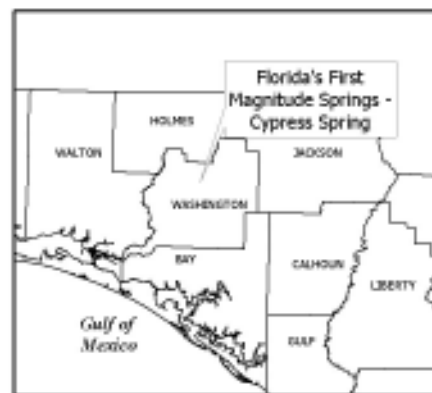 Florida's First
Magnitude Springs -
Cypress Spring
HOLMES
WALTON
JACKSON
WASHINGTON
BAY
CALHOUN
LIBERTY
Gulf of
Mexico
GULF